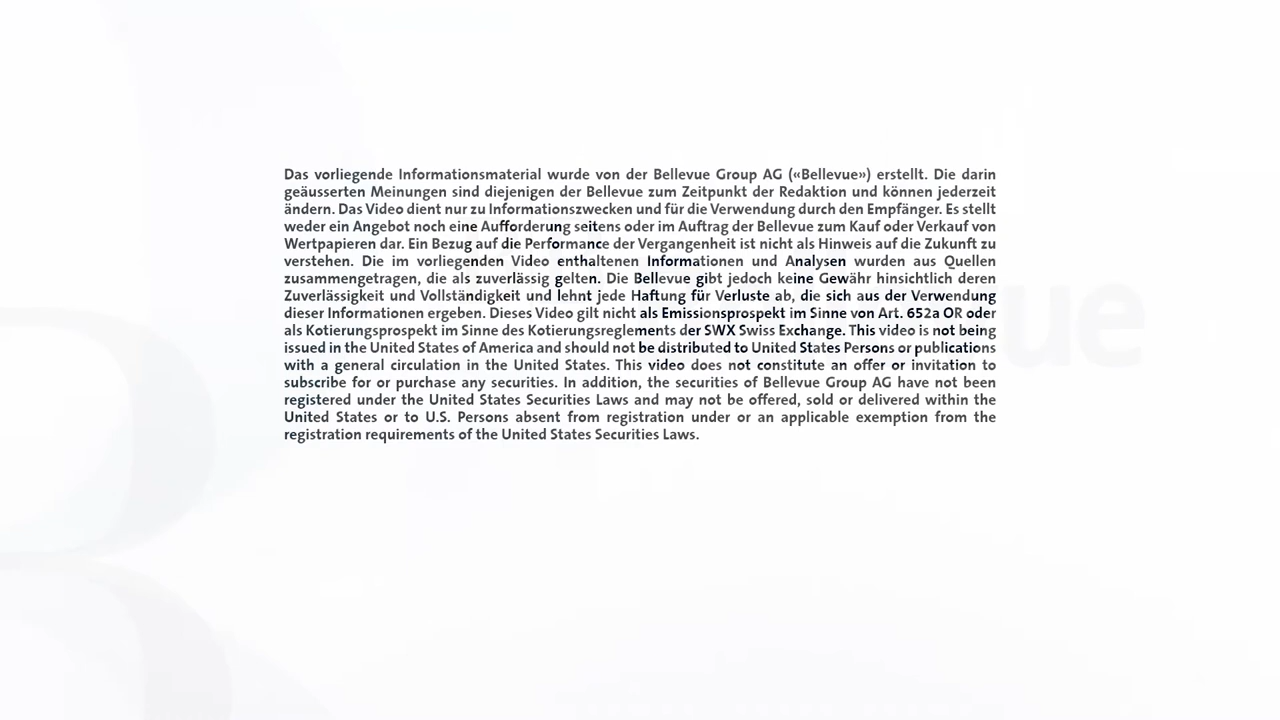 Das vorliegende Informationsmaterial wurde von der Bellevue Group AG («Bellevue») erstellt. Die darin
geäusserten Meinungen sind diejenigen der Bellevue zum Zeitpunkt der Redaktion und können jederzeit
ändern. Das Video dient nur zu Informationszwecken und für die Verwendung durch den Empfänger. Es stellt
weder ein Angebot noch eine Aufforderung seitens oder im Auftrag der Bellevue zum Kauf oder Verkauf von
Wertpapieren dar. Ein Bezug auf die Performance der Vergangenheit ist nicht als Hinweis auf die Zukunft zu
verstehen. Die im vorliegenden Video enthaltenen Informationen und Analysen wurden aus Quellen
zusammengetragen, die als zuverlässig gelten. Die Bellevue gibt jedoch keine Gewähr hinsichtlich deren
Zuverlässigkeit und Vollständigkeit und lehnt jede Haftung für Verluste ab, die sich aus der Verwendung
dieser Informationen ergeben. Dieses Video gilt nicht als Emissionsprospekt im Sinne von Art. 652a OR oder
als Kotierungsprospekt im Sinne des Kotierungsreglements der SWX Swiss Exchange. This video is not being
issued in the United States of America and should not be distributed to United States Persons or publications
with a general circulation in the United States. This video does not constitute an offer or invitation to
subscribe for or purchase any securities. In addition, the securities of Bellevue Group AG have not been
registered under the United States Securities Laws and may not be offered, sold or delivered within the
United States or to U.S. Persons absent from registration under or an applicable exemption from the
registration requirements of the United States Securities Laws.
ue
B